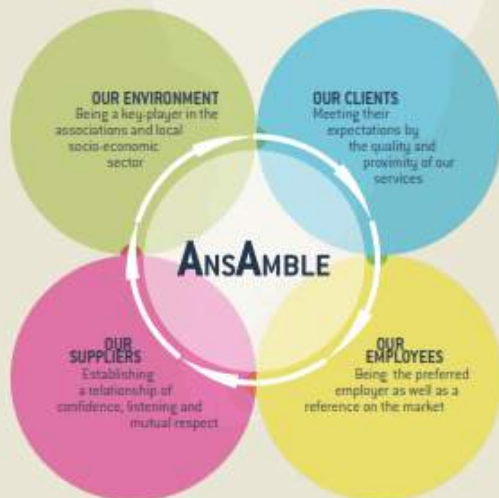 OUR ENVIRONMENT
Being a key-player in the
associations and local
socio-economic
sector
OUR CLIENTS
Meeting their
expectations by
the quality and
proximity of our
services
ANSAMBLE
OUR
SUPPLIERS
Establishing
a relationship of
confidence, listening and
mutual respect
OUR
EMPLOYEES
Being the preferred
employer as well as a
reference on the market